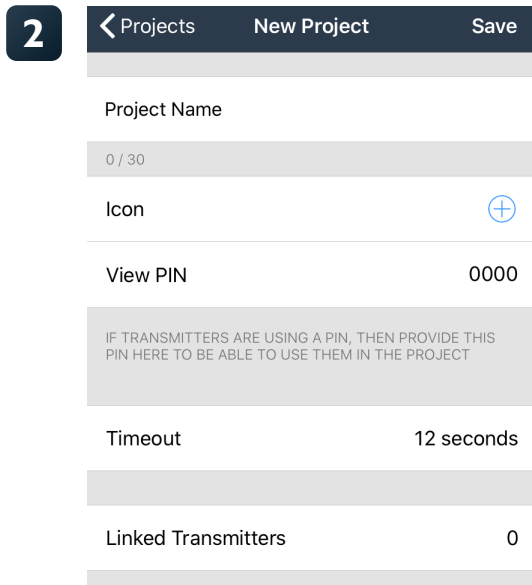 2
Projects New Project Save
Project Name
0 / 30
Icon
View PIN 0000
IF TRANSMITTERS ARE USING A PIN, THEN PROVIDE THIS
PIN HERE TO BE ABLE TO USE THEM IN THE PROJECT
Timeout 12 seconds
Linked Transmitters 0